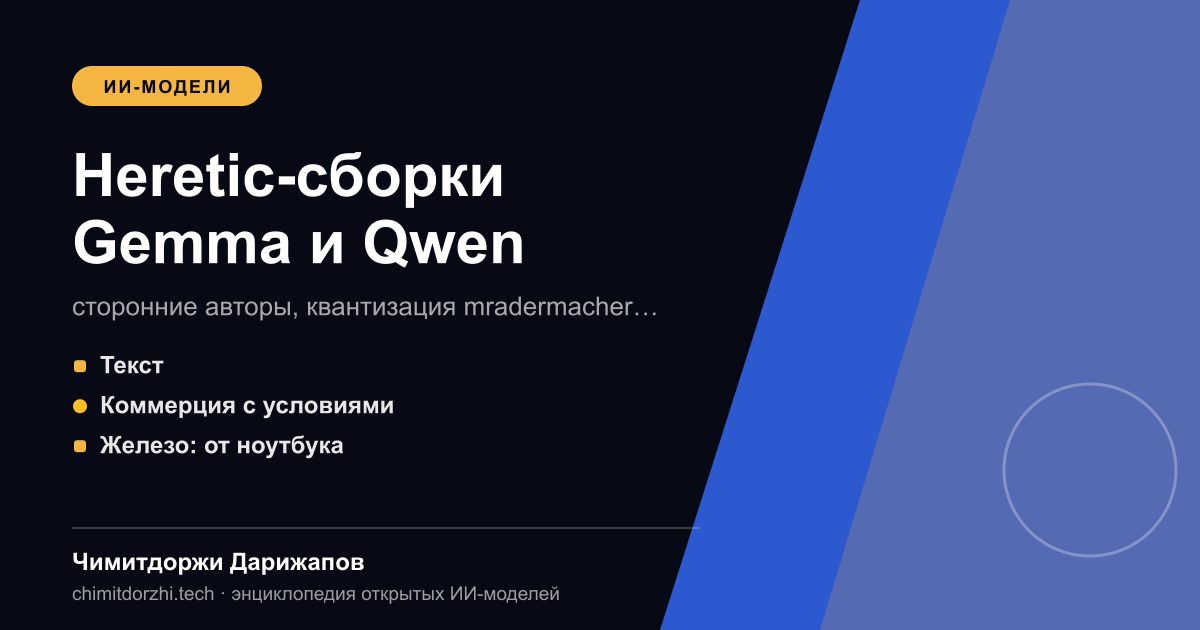 ИИ-МОДЕЛИ
Heretic-сборки
Gemma и Qwen
сторонние авторы, квантизация mradermacher…
Текст
Коммерция с условиями
Железо: от ноутбука
Чимитдоржи Дарижапов
chimitdorzhi.tech · энциклопедия открытых ИИ-моделей